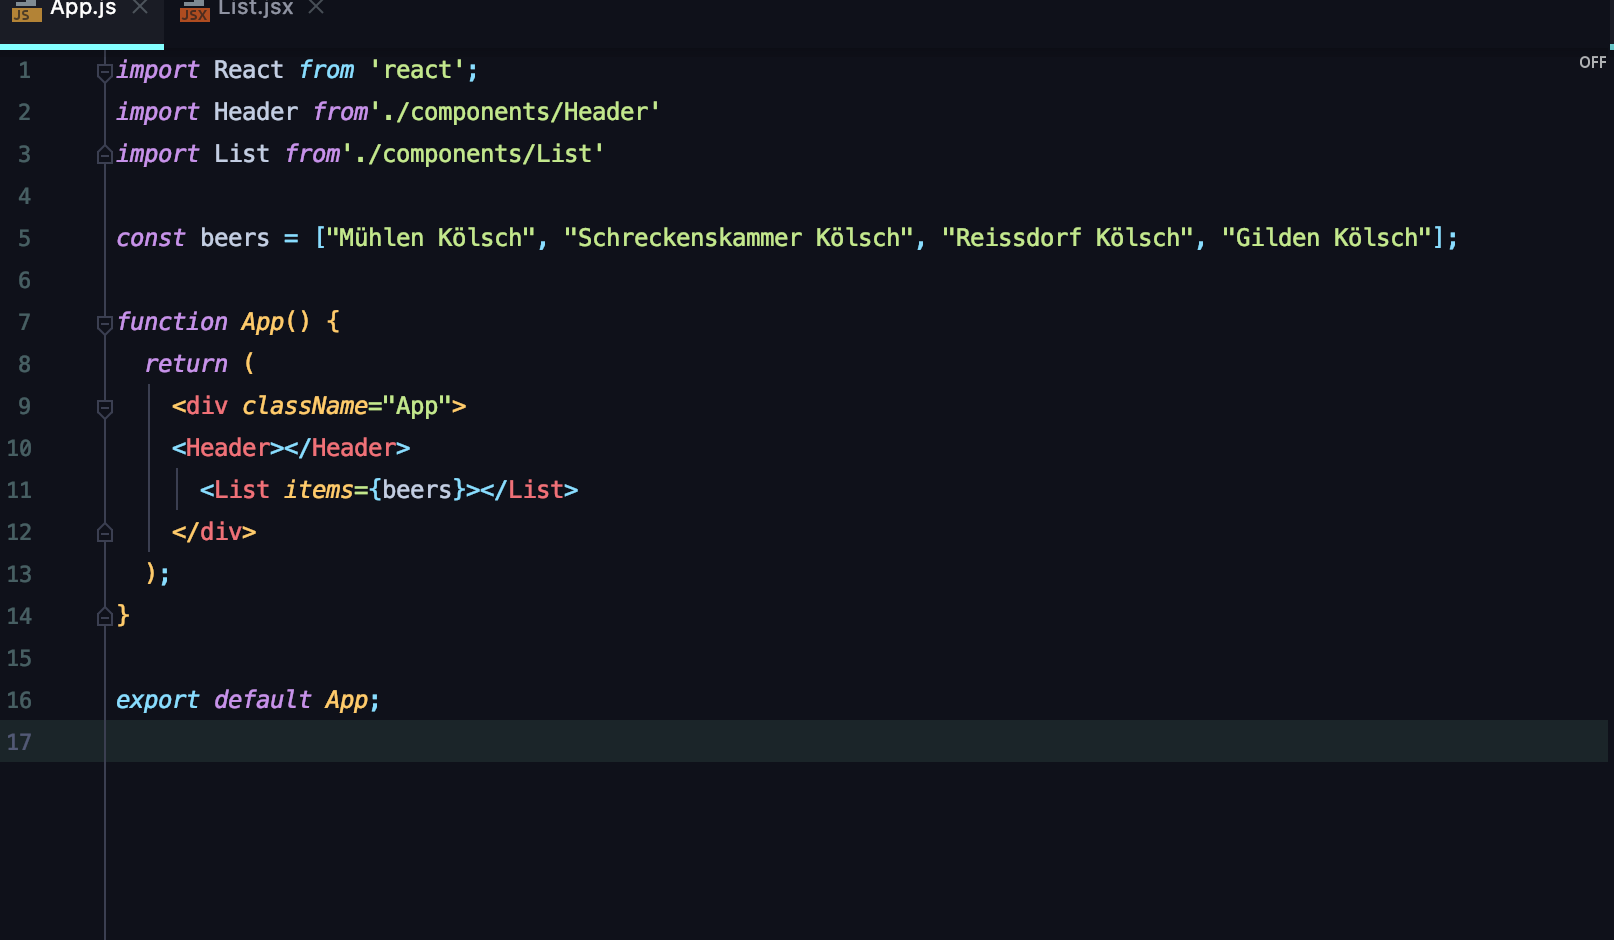 JS App.js
JSX List.jsx
OFF
1 import React from 'react';
2 import Header from'./components/Header'
3 import List from'./components/List'
4
5 const beers = ["Mühlen Kölsch", "Schreckenskammer Kölsch", "Reissdorf Kölsch", "Gilden Kölsch"];
6
7 function App() {
8 return (
9 <div className="App">
10 <Header></Header>
11 <List items={beers}></List>
12 </div>
13 );
14 }
15
16 export default App;
17